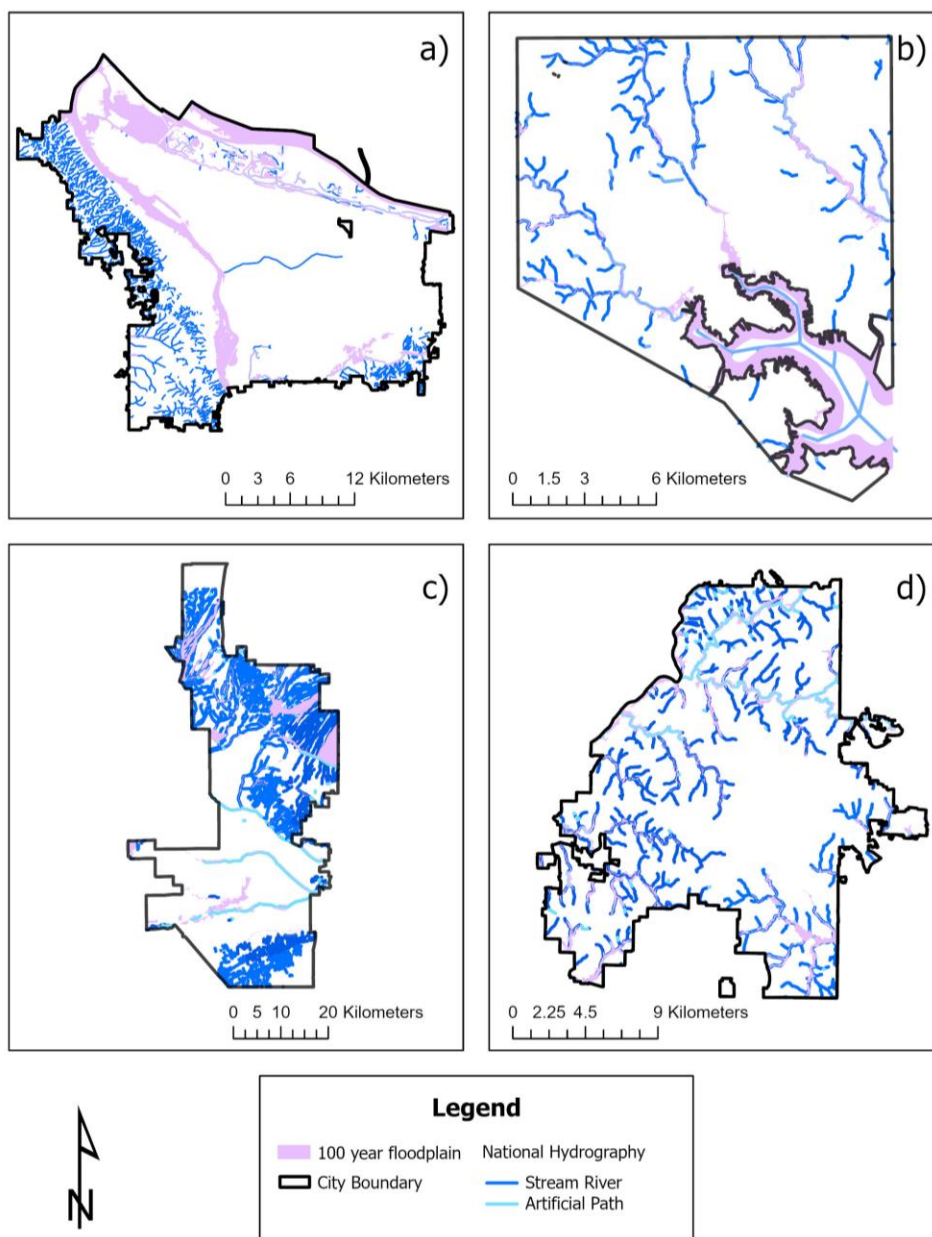 a)
b)
0 3 6 12 Kilometers
0 1.5 3 6 Kilometers
c)
d)
0 5 10 20 Kilometers
0 2.25 4.5 9 Kilometers
N
Legend
100 year floodplain
City Boundary
National Hydrography
Stream River
Artificial Path